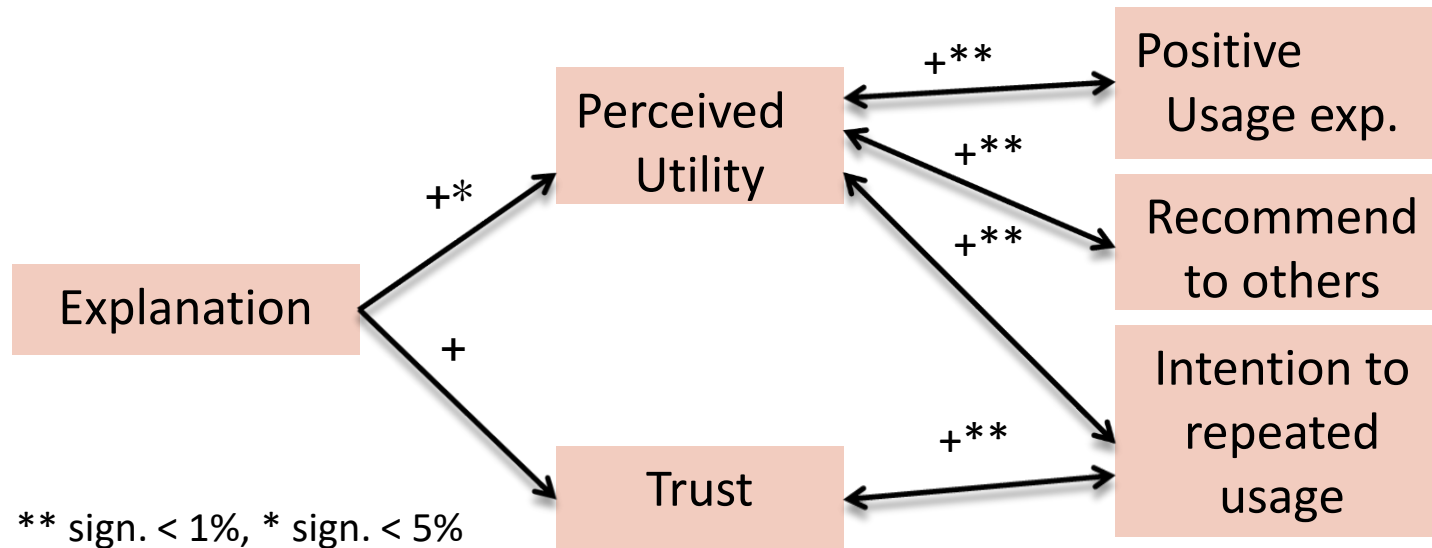 Explanation
+*
+
Perceived
Utility
Trust
+**
+**
+**
+**
Positive
Usage exp.
Recommend
to others
Intention to
repeated
usage
** sign. < 1%, * sign. < 5%